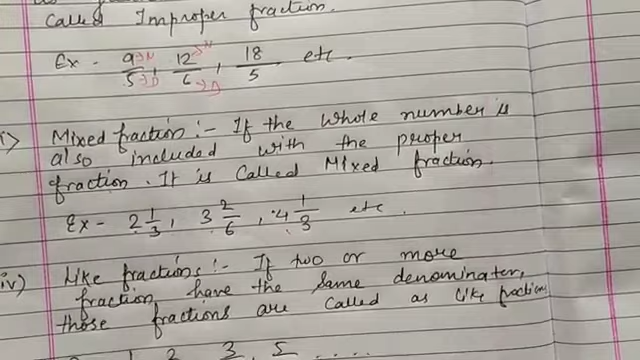 Called Improper fraction.
Ex - 9/5, 12/6, 18/5 etc.
Mixed fraction :- If the whole number is
also included with the proper
fraction. It is called Mixed fraction.
Ex - 2 1/3, 3 2/6, 4 1/3 etc.
iv) Like fractions :- If two or more
fraction have the same denominater,
those fractions are called as like fractions